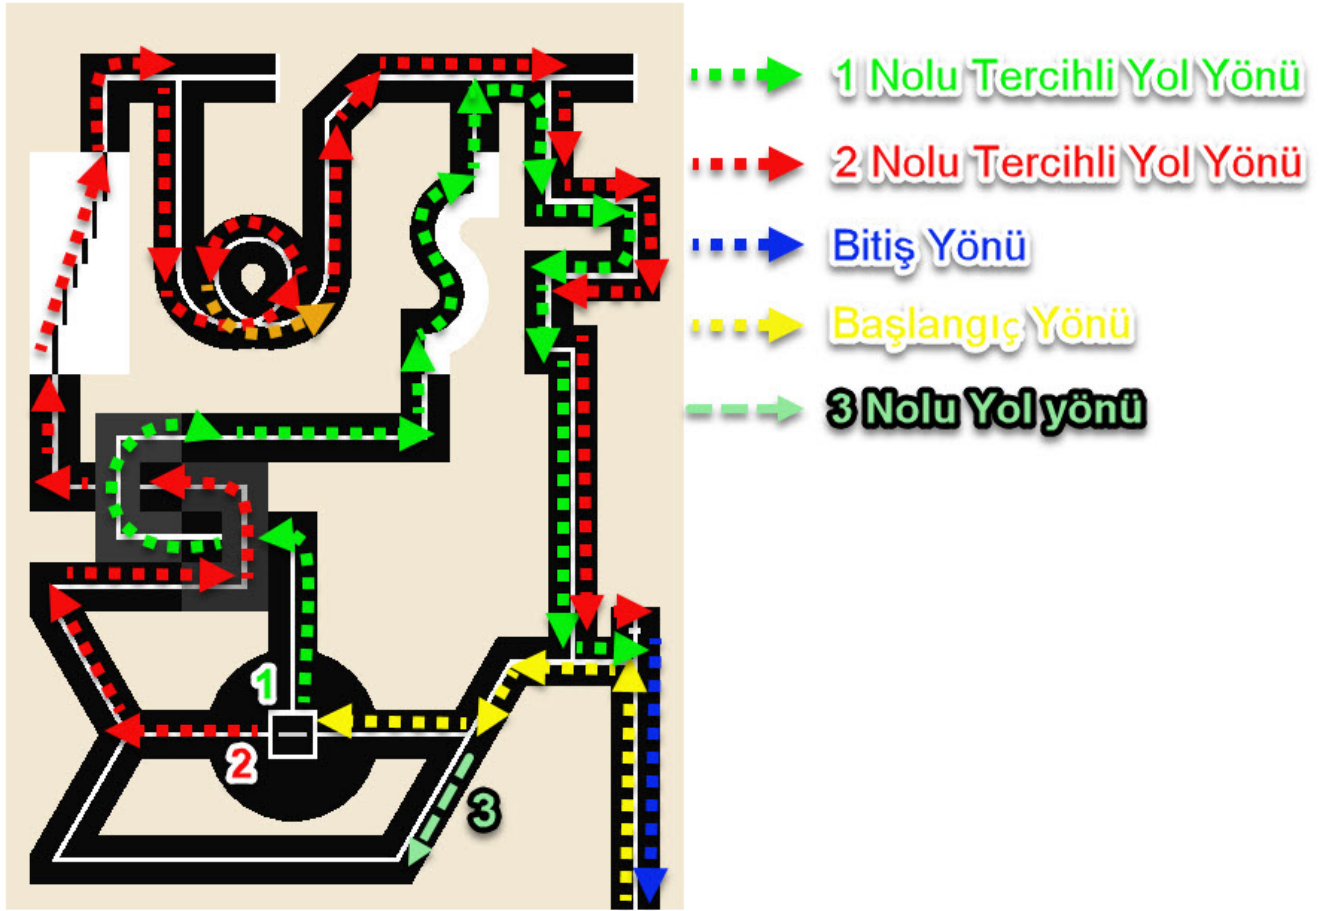 1 Nolu Tercihli Yol Yönü
2 Nolu Tercihli Yol Yönü
Bitiş Yönü
Başlangıç Yönü
3 Nolu Yol yönü
1
2
3